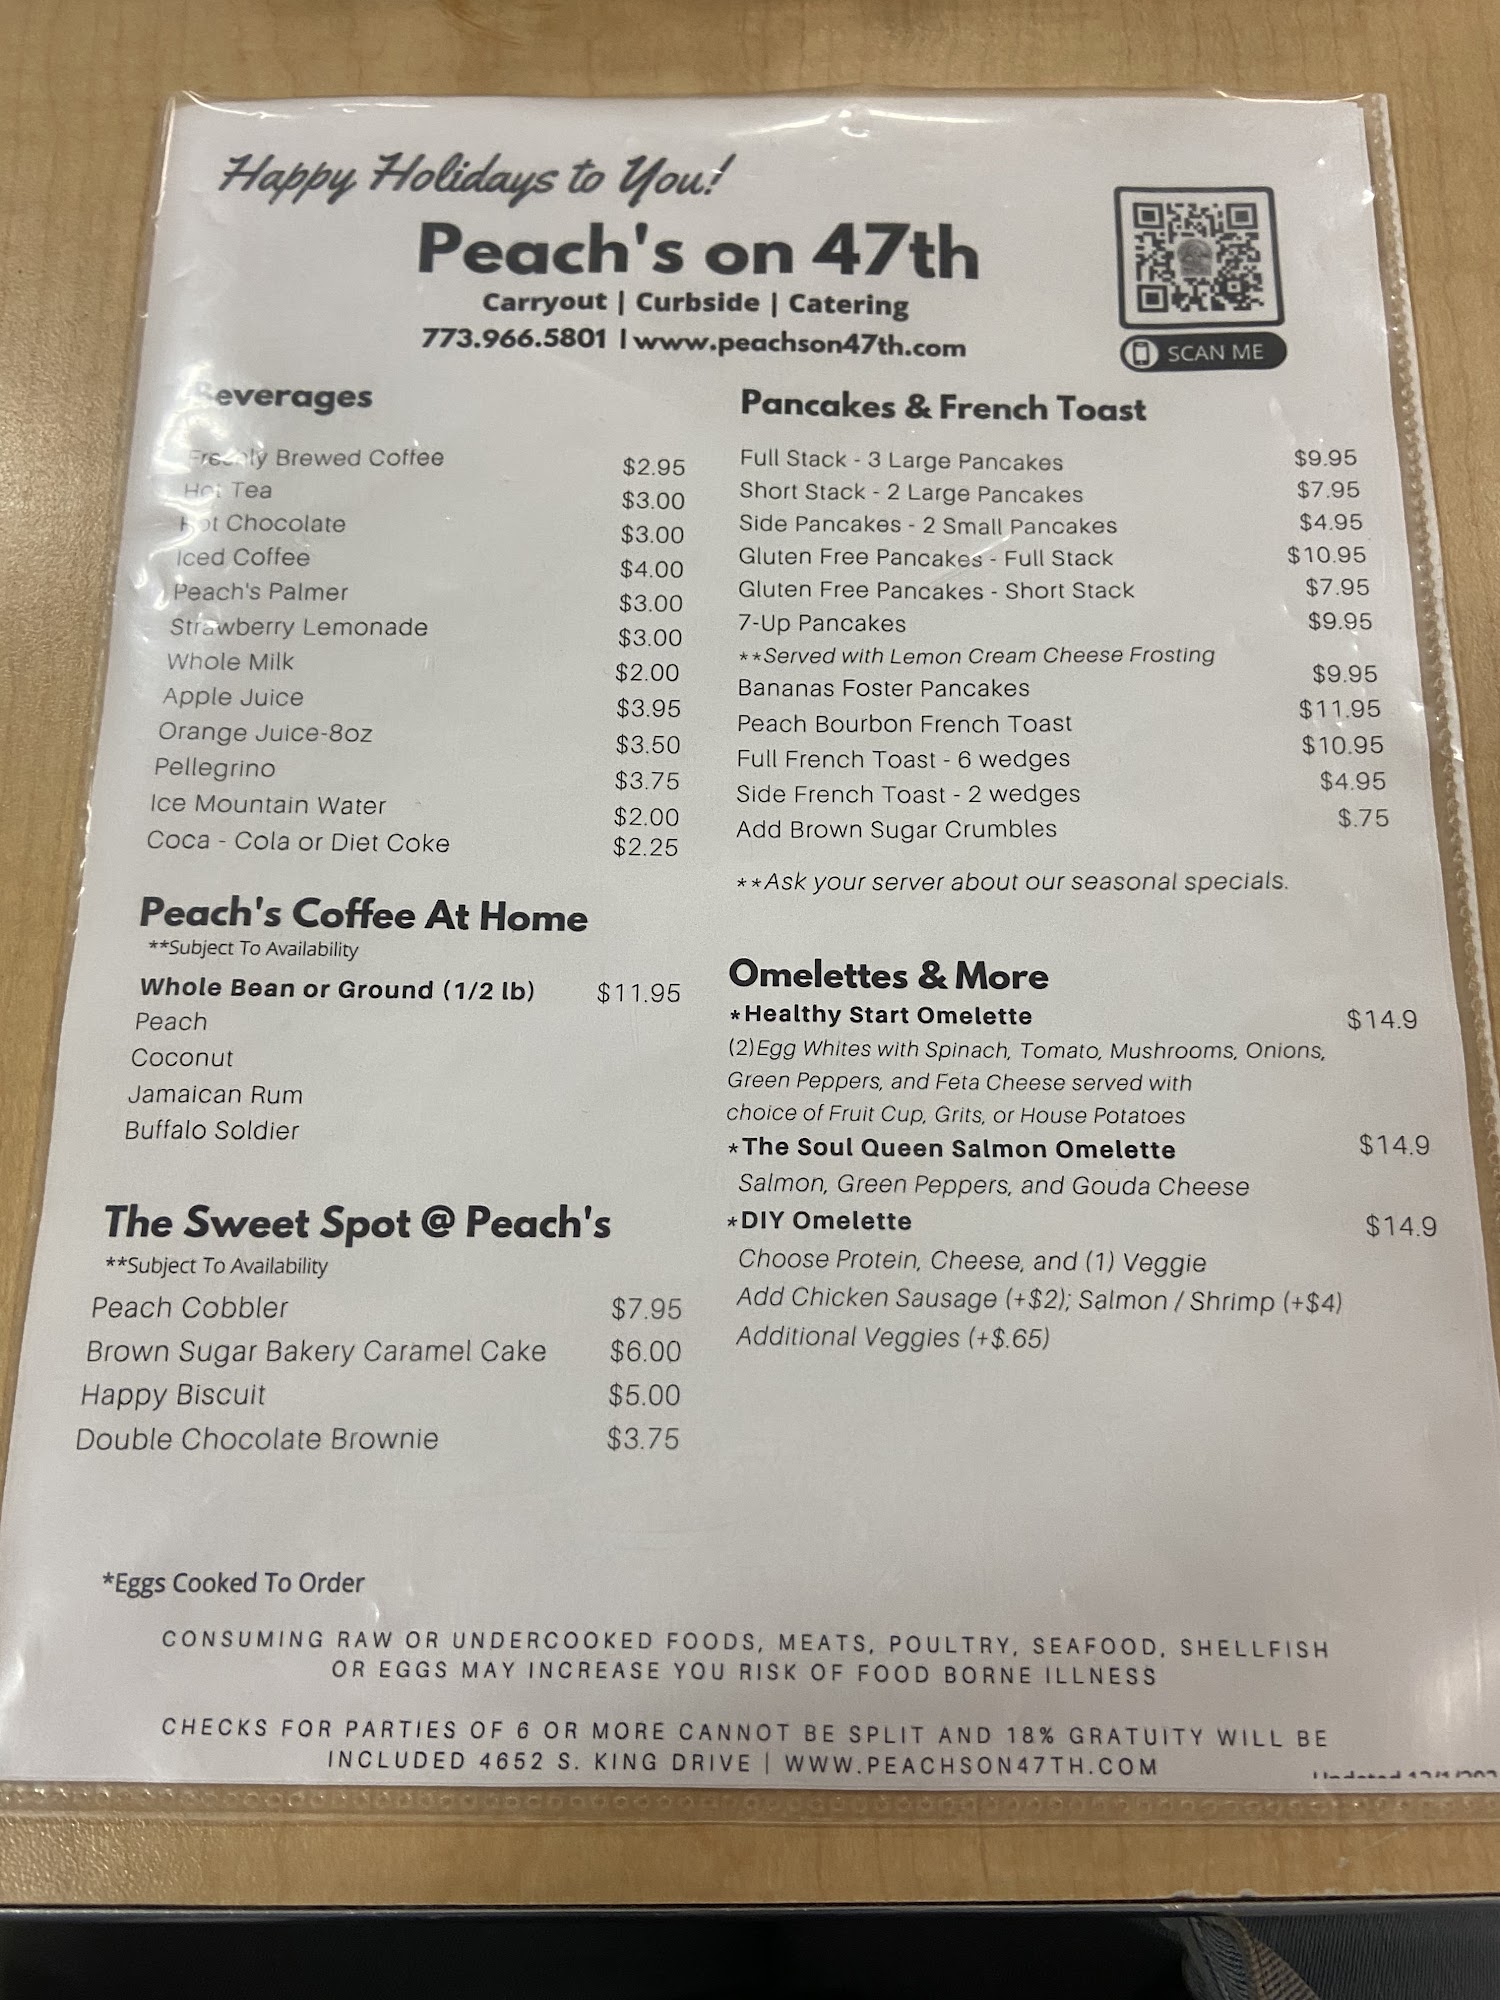 Happy Holidays to You!
Peach's on 47th
Carryout | Curbside | Catering
773.966.5801 | www.peachson47th.com
SCAN ME
Beverages
Freshly Brewed Coffee $2.95
Hot Tea $3.00
Hot Chocolate $3.00
Iced Coffee $4.00
Peach's Palmer $3.00
Strawberry Lemonade $3.00
Whole Milk $2.00
Apple Juice $3.95
Orange Juice-8oz $3.50
Pellegrino $3.75
Ice Mountain Water $2.00
Coca - Cola or Diet Coke $2.25
Peach's Coffee At Home
**Subject To Availability
Whole Bean or Ground (1/2 lb) $11.95
Peach
Coconut
Jamaican Rum
Buffalo Soldier
The Sweet Spot @ Peach's
**Subject To Availability
Peach Cobbler $7.95
Brown Sugar Bakery Caramel Cake $6.00
Happy Biscuit $5.00
Double Chocolate Brownie $3.75
Pancakes & French Toast
Full Stack - 3 Large Pancakes $9.95
Short Stack - 2 Large Pancakes $7.95
Side Pancakes - 2 Small Pancakes $4.95
Gluten Free Pancakes - Full Stack $10.95
Gluten Free Pancakes - Short Stack $7.95
7-Up Pancakes $9.95
**Served with Lemon Cream Cheese Frosting
Bananas Foster Pancakes $9.95
Peach Bourbon French Toast $11.95
Full French Toast - 6 wedges $10.95
Side French Toast - 2 wedges $4.95
Add Brown Sugar Crumbles $.75
**Ask your server about our seasonal specials.
Omelettes & More
*Healthy Start Omelette $14.9
(2)Egg Whites with Spinach, Tomato, Mushrooms, Onions,
Green Peppers, and Feta Cheese served with
choice of Fruit Cup, Grits, or House Potatoes
*The Soul Queen Salmon Omelette $14.9
Salmon, Green Peppers, and Gouda Cheese
*DIY Omelette $14.9
Choose Protein, Cheese, and (1) Veggie
Add Chicken Sausage (+$2); Salmon / Shrimp (+$4)
Additional Veggies (+$.65)
*Eggs Cooked To Order
CONSUMING RAW OR UNDERCOOKED FOODS, MEATS, POULTRY, SEAFOOD, SHELLFISH
OR EGGS MAY INCREASE YOU RISK OF FOOD BORNE ILLNESS
CHECKS FOR PARTIES OF 6 OR MORE CANNOT BE SPLIT AND 18% GRATUITY WILL BE
INCLUDED 4652 S. KING DRIVE | WWW.PEACHSON47TH.COM
Updated